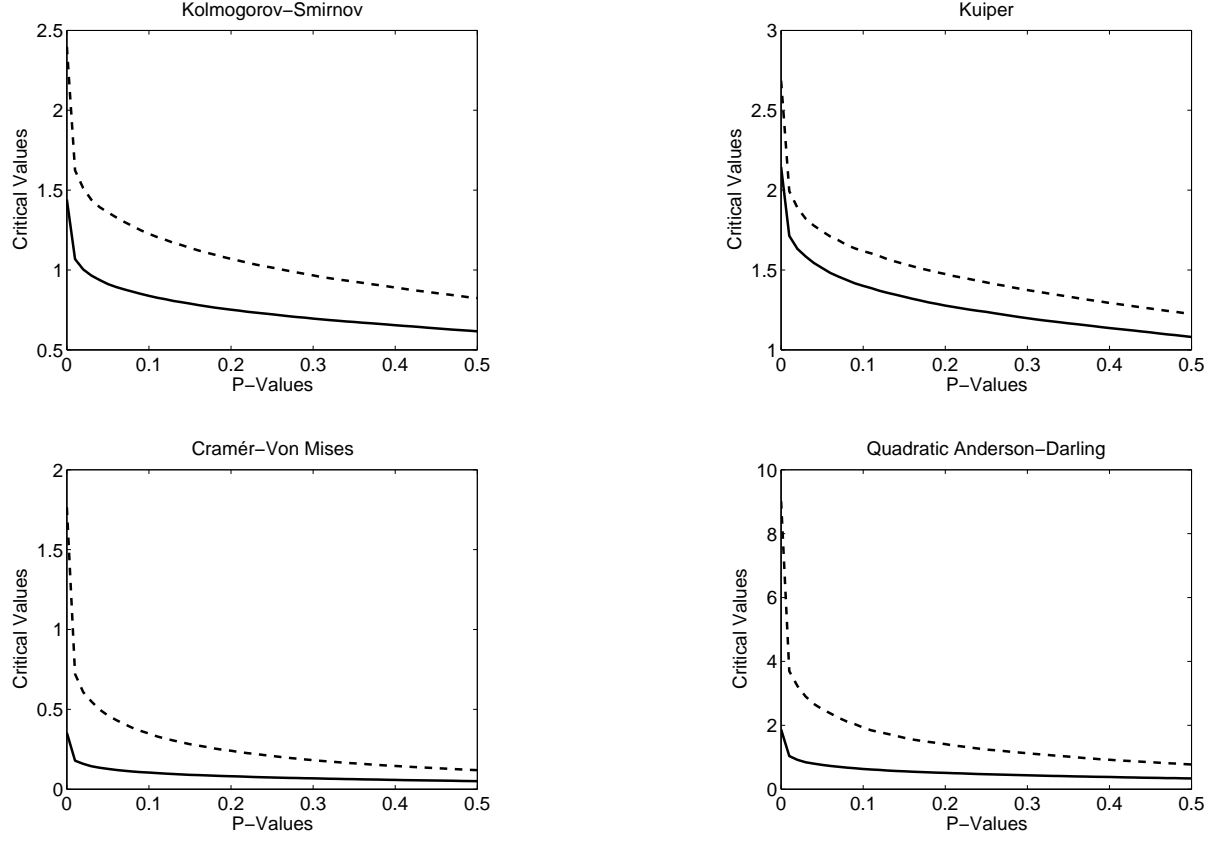 Kolmogorov−Smirnov
2.5
2
1.5
1
0.5
Critical Values
0 0.1 0.2 0.3 0.4 0.5
P−Values
Kuiper
3
2.5
2
1.5
1
Critical Values
0 0.1 0.2 0.3 0.4 0.5
P−Values
Cramér−Von Mises
2
1.5
1
0.5
0
Critical Values
0 0.1 0.2 0.3 0.4 0.5
P−Values
Quadratic Anderson−Darling
10
8
6
4
2
0
Critical Values
0 0.1 0.2 0.3 0.4 0.5
P−Values